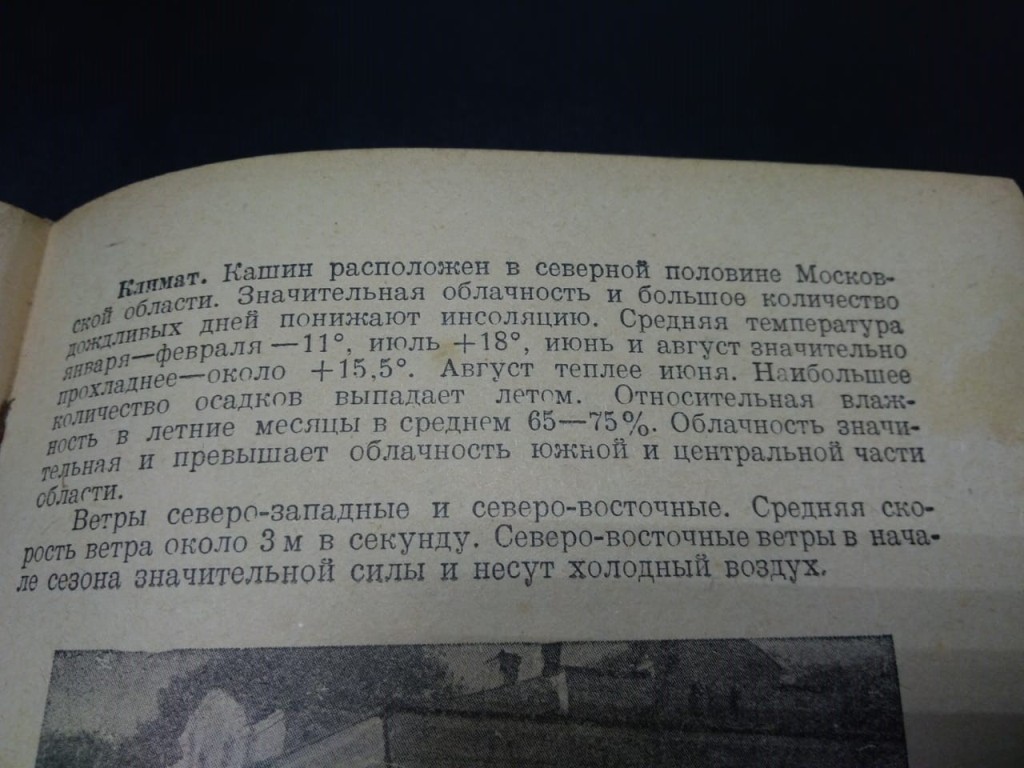 Климат. Кашин расположен в северной половине Москов-
ской области. Значительная облачность и большое количество
дождливых дней понижают инсоляцию. Средняя температура
января—февраля —11°, июль +18°, июнь и август значительно
прохладнее—около +15,5°. Август теплее июня. Наибольшее
количество осадков выпадает летом. Относительная влаж-
ность в летние месяцы в среднем 65—75%. Облачность значи-
тельная и превышает облачность южной и центральной части
области.
Ветры северо-западные и северо-восточные. Средняя ско-
рость ветра около 3 м в секунду. Северо-восточные ветры в нача-
ле сезона значительной силы и несут холодный воздух.